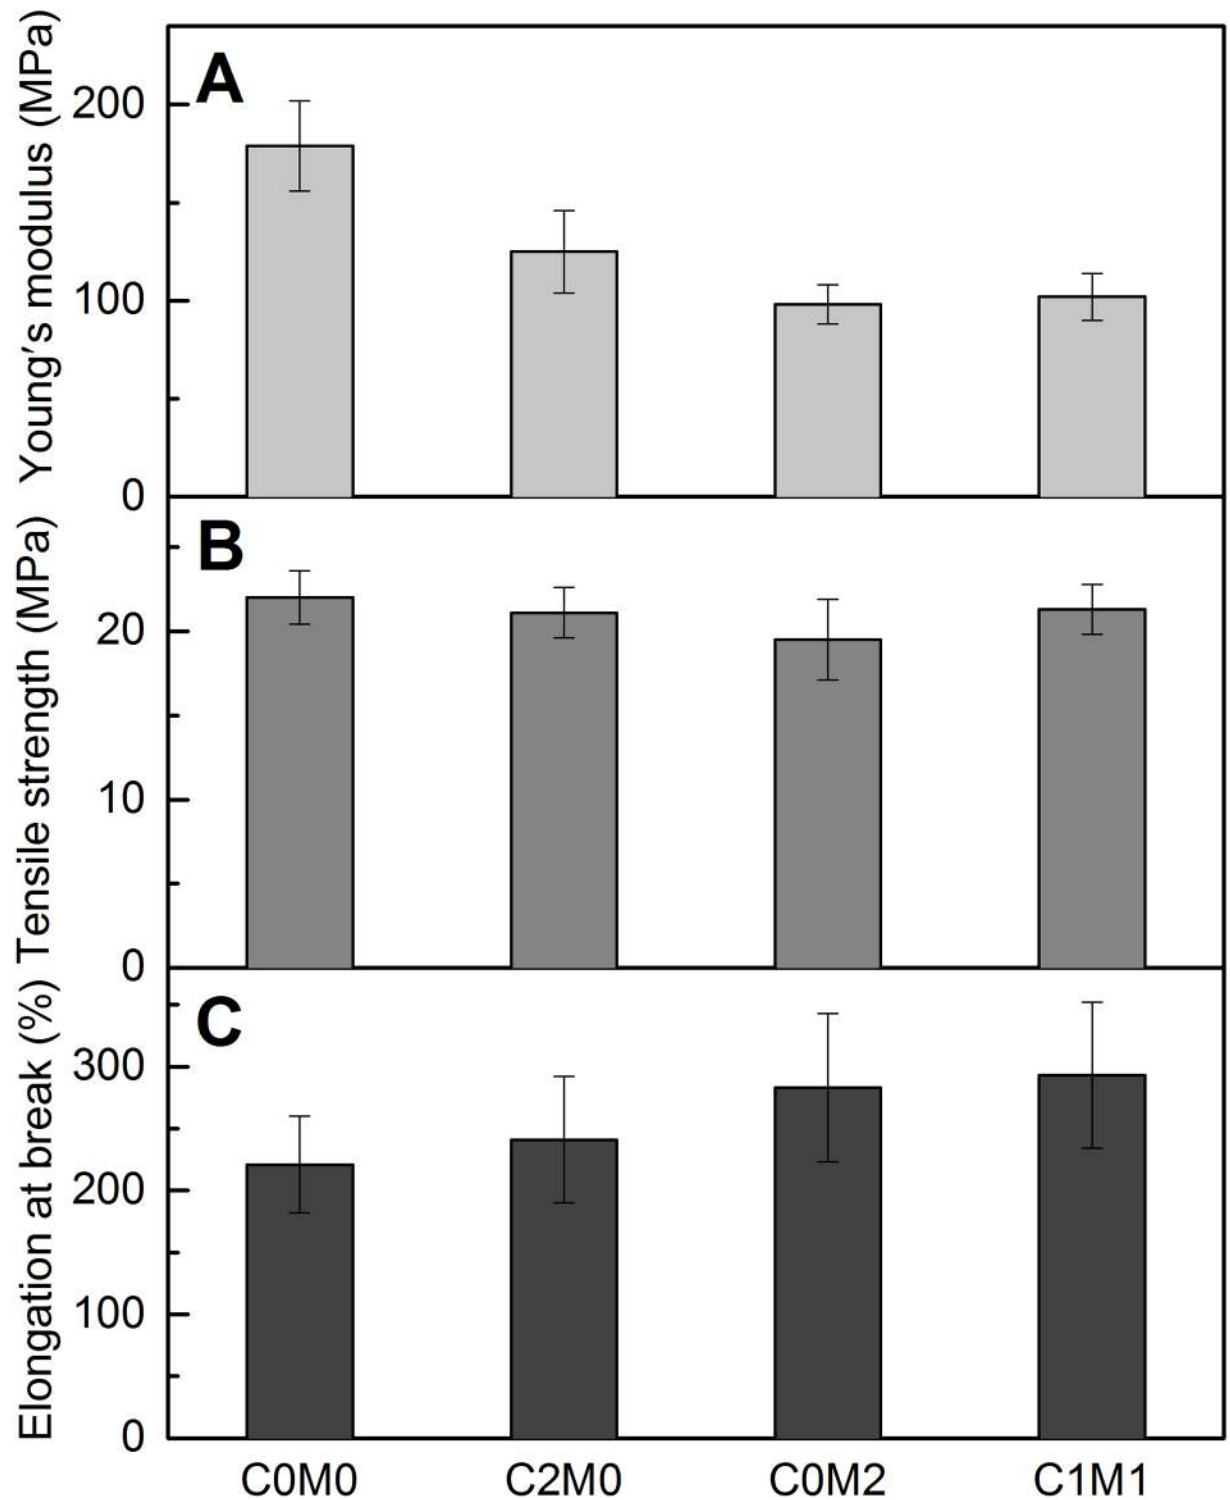 A
Young's modulus (MPa)
200
100
0
B
Tensile strength (MPa)
20
10
0
C
Elongation at break (%)
300
200
100
0
C0M0 C2M0 C0M2 C1M1